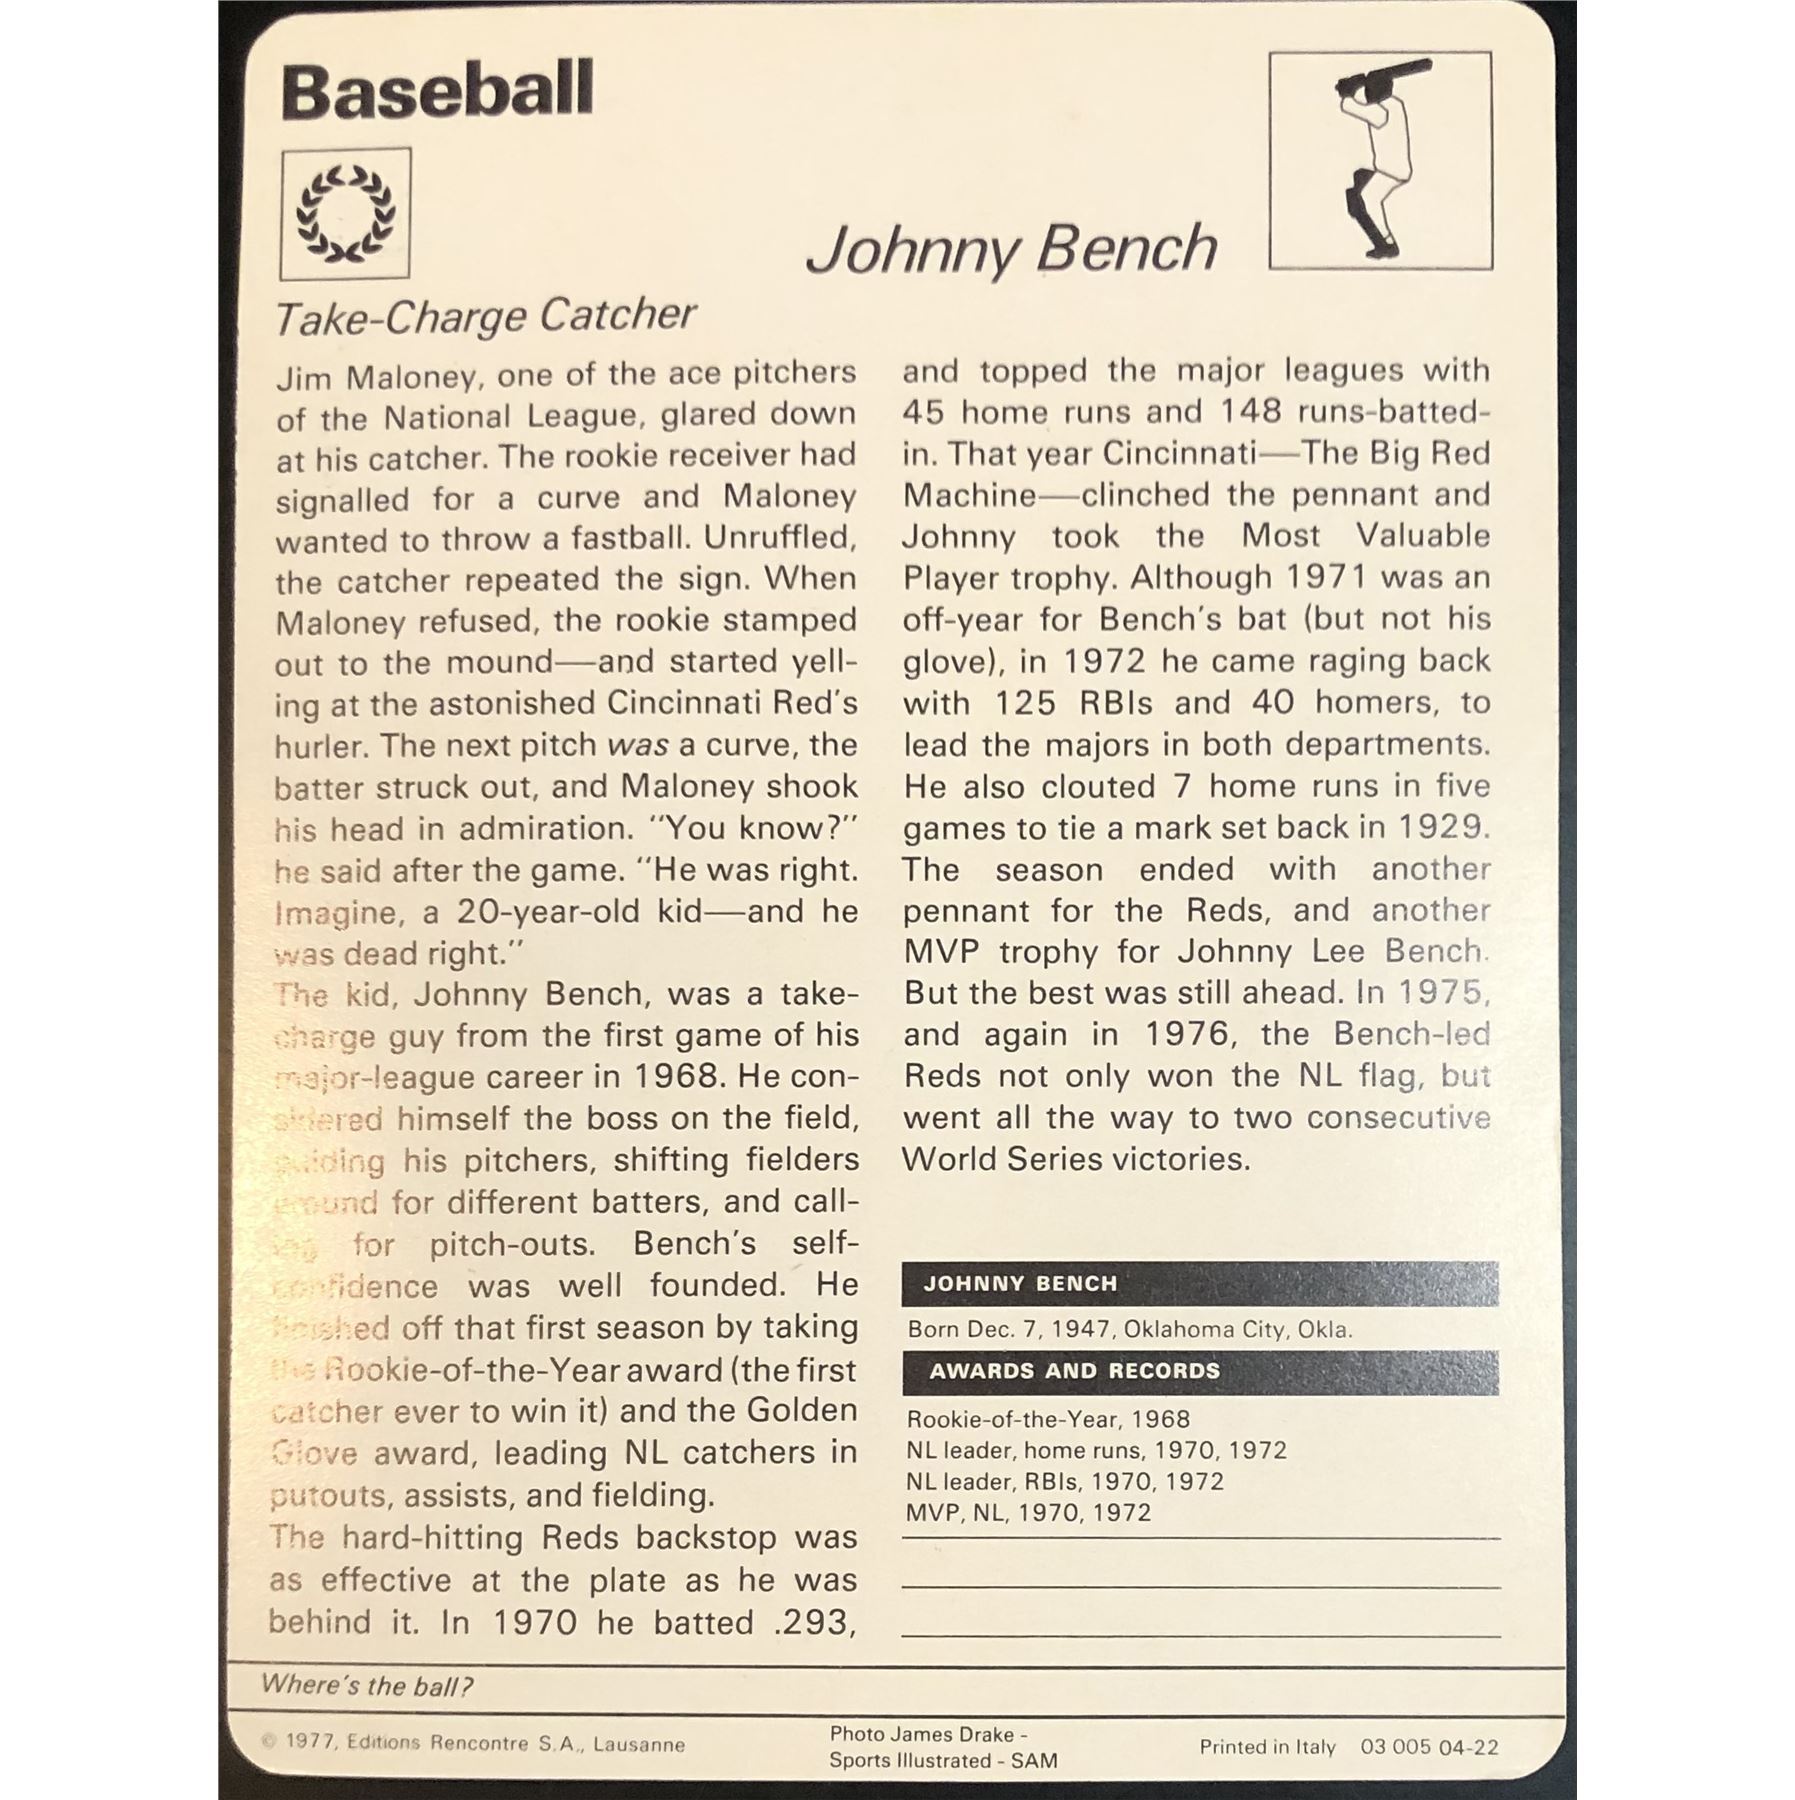 Baseball
Johnny Bench
Take-Charge Catcher
Jim Maloney, one of the ace pitchers
of the National League, glared down
at his catcher. The rookie receiver had
signalled for a curve and Maloney
wanted to throw a fastball. Unruffled,
the catcher repeated the sign. When
Maloney refused, the rookie stamped
out to the mound—and started yell-
ing at the astonished Cincinnati Red's
hurler. The next pitch was a curve, the
batter struck out, and Maloney shook
his head in admiration. "You know?"
he said after the game. "He was right.
Imagine, a 20-year-old kid—and he
was dead right."
The kid, Johnny Bench, was a take-
charge guy from the first game of his
major-league career in 1968. He con-
sidered himself the boss on the field,
guiding his pitchers, shifting fielders
around for different batters, and call-
ing for pitch-outs. Bench's self-
confidence was well founded. He
finished off that first season by taking
the Rookie-of-the-Year award (the first
catcher ever to win it) and the Golden
Glove award, leading NL catchers in
putouts, assists, and fielding.
The hard-hitting Reds backstop was
as effective at the plate as he was
behind it. In 1970 he batted .293,
and topped the major leagues with
45 home runs and 148 runs-batted-
in. That year Cincinnati—The Big Red
Machine—clinched the pennant and
Johnny took the Most Valuable
Player trophy. Although 1971 was an
off-year for Bench's bat (but not his
glove), in 1972 he came raging back
with 125 RBIs and 40 homers, to
lead the majors in both departments.
He also clouted 7 home runs in five
games to tie a mark set back in 1929.
The season ended with another
pennant for the Reds, and another
MVP trophy for Johnny Lee Bench.
But the best was still ahead. In 1975,
and again in 1976, the Bench-led
Reds not only won the NL flag, but
went all the way to two consecutive
World Series victories.
JOHNNY BENCH
Born Dec. 7, 1947, Oklahoma City, Okla.
AWARDS AND RECORDS
Rookie-of-the-Year, 1968
NL leader, home runs, 1970, 1972
NL leader, RBIs, 1970, 1972
MVP, NL, 1970, 1972
Where's the ball?
© 1977, Editions Rencontre S.A., Lausanne
Photo James Drake -
Sports Illustrated - SAM
Printed in Italy 03 005 04-22